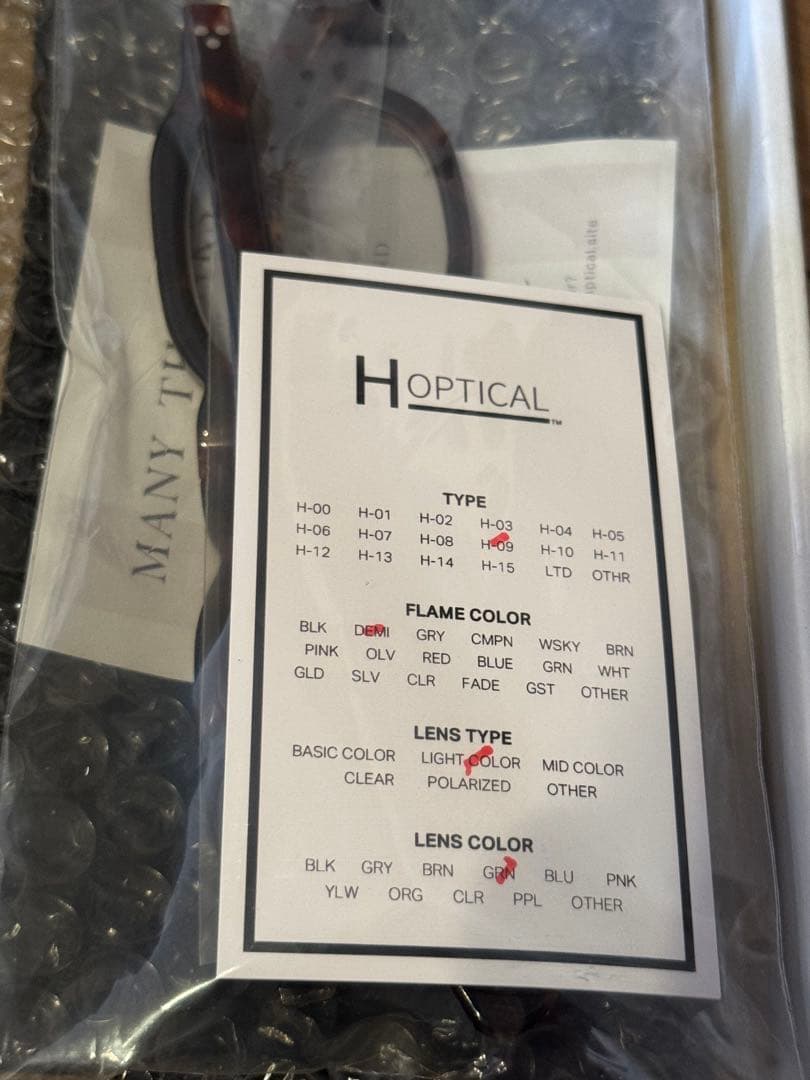 H OPTICAL™
TYPE
H-00 H-01 H-02 H-03 H-04 H-05
H-06 H-07 H-08 H-09 H-10 H-11
H-12 H-13 H-14 H-15 LTD OTHR
FLAME COLOR
BLK DEMI GRY CMPN WSKY BRN
PINK OLV RED BLUE GRN WHT
GLD SLV CLR FADE GST OTHER
LENS TYPE
BASIC COLOR LIGHT COLOR MID COLOR
CLEAR POLARIZED OTHER
LENS COLOR
BLK GRY BRN GRN BLU PNK
YLW ORG CLR PPL OTHER
MANY